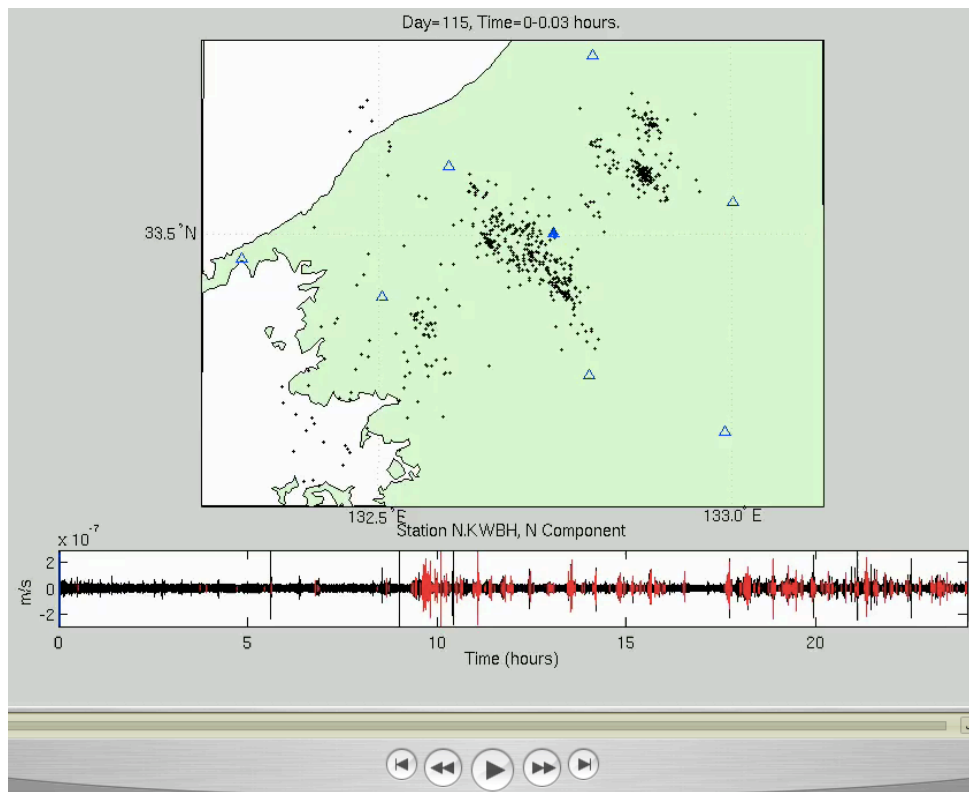 Day=115, Time=0-0.03 hours.
33.5°N
132.5°E
133.0°E
Station N.KWBH, N Component
x 10⁻⁷
2
0
-2
m/s
0
5
10
15
20
Time (hours)